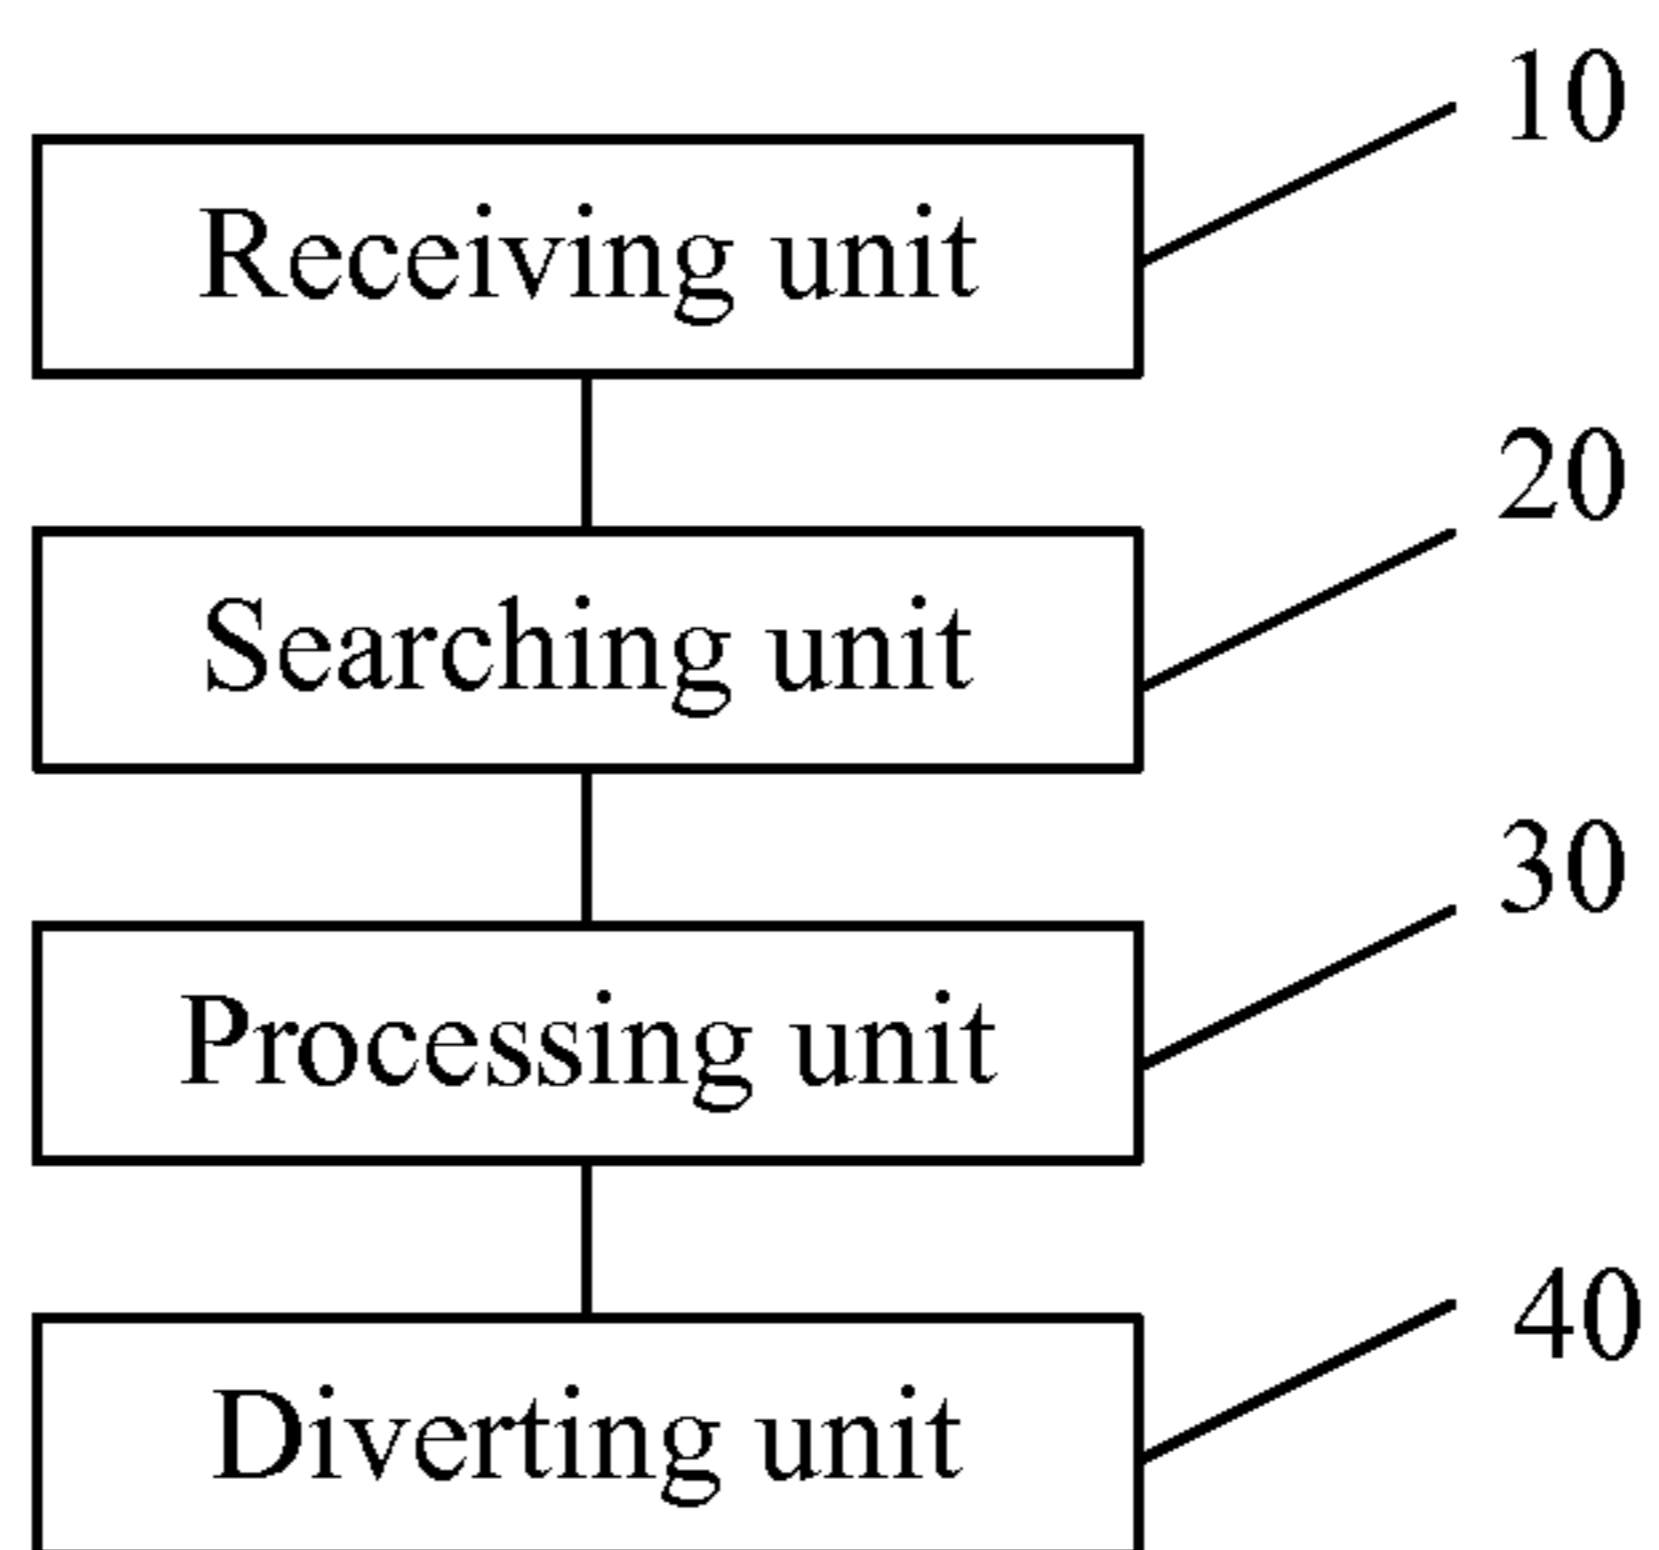 10
Receiving unit
20
Searching unit
30
Processing unit
40
Diverting unit